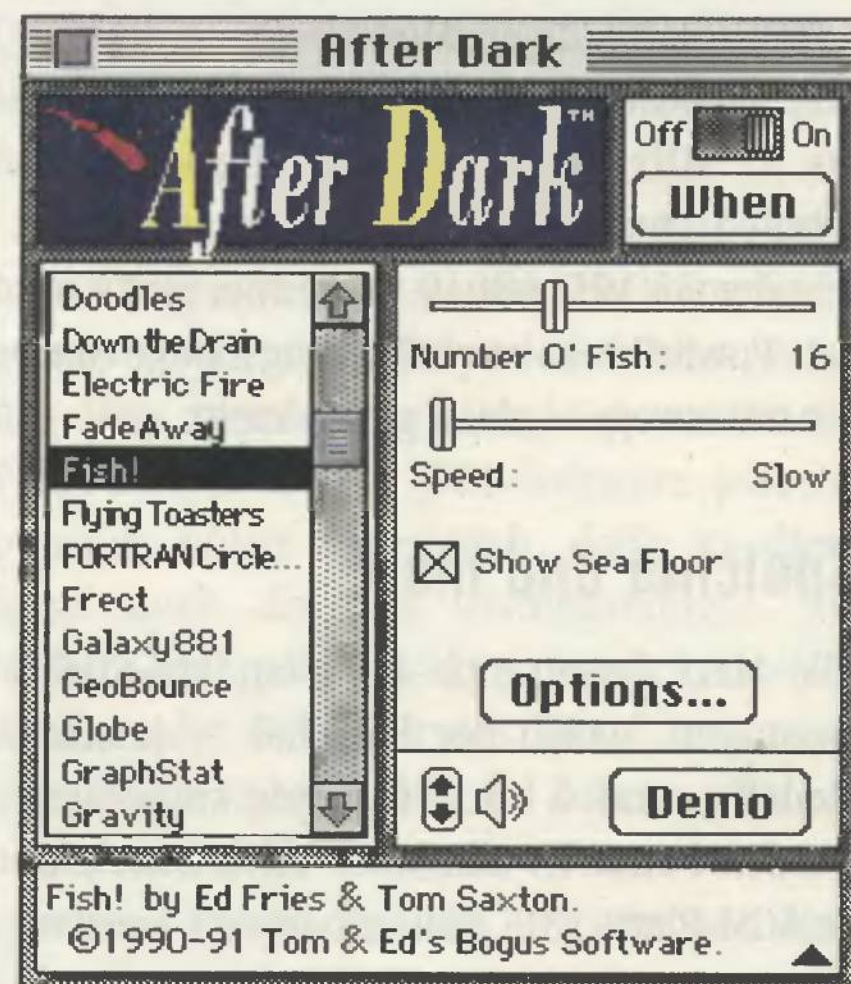 After Dark
After Dark™
Off On
When
Doodles
Down the Drain
Electric Fire
FadeAway
Fish!
Flying Toasters
FORTRAN Circle...
Frect
Galaxy881
GeoBounce
Globe
GraphStat
Gravity
Number O' Fish: 16
Speed: Slow
Show Sea Floor
Options...
Demo
Fish! by Ed Fries & Tom Saxton.
©1990-91 Tom & Ed's Bogus Software.